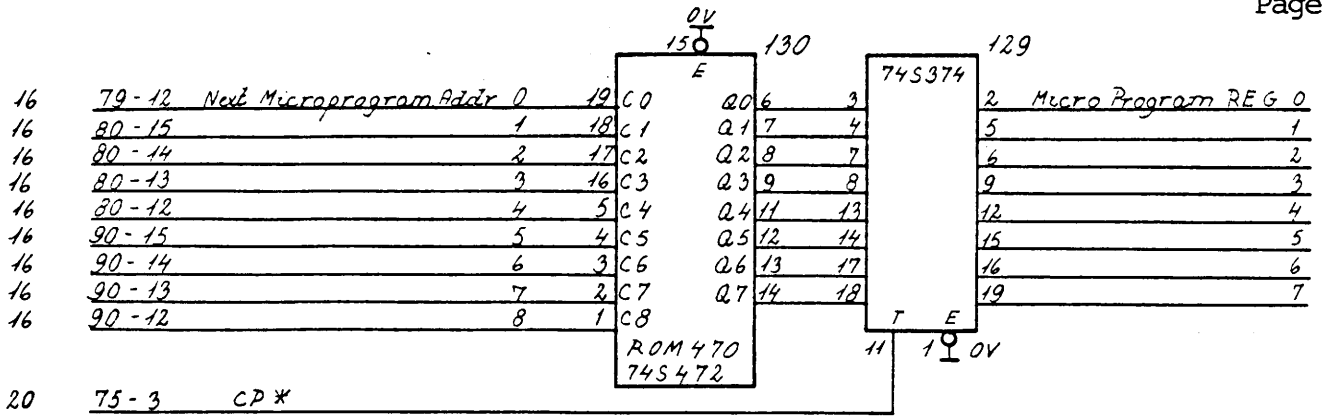 Page
0V
15 130 129
E 74S374
16 79-12 Next Microprogram Addr 0 19 C0 Q0 6 3 2 Micro Program REG 0
16 80-15 1 18 C1 Q1 7 4 5 1
16 80-14 2 17 C2 Q2 8 7 6 2
16 80-13 3 16 C3 Q3 9 8 9 3
16 80-12 4 5 C4 Q4 11 13 12 4
16 90-15 5 4 C5 Q5 12 14 15 5
16 90-14 6 3 C6 Q6 13 17 16 6
16 90-13 7 2 C7 Q7 14 18 19 7
16 90-12 8 1 C8 T E
ROM 470 11 1 0V
74S472
20 75-3 CP*